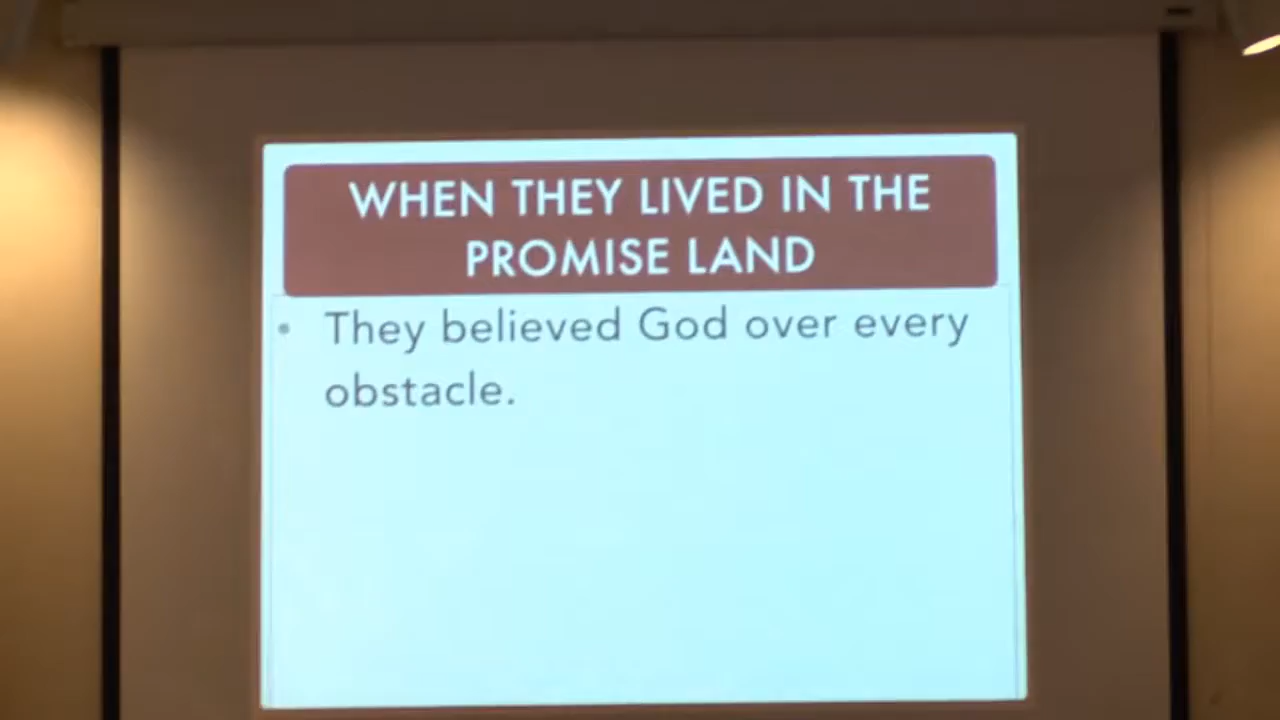 WHEN THEY LIVED IN THE
PROMISE LAND
• They believed God over every
obstacle.